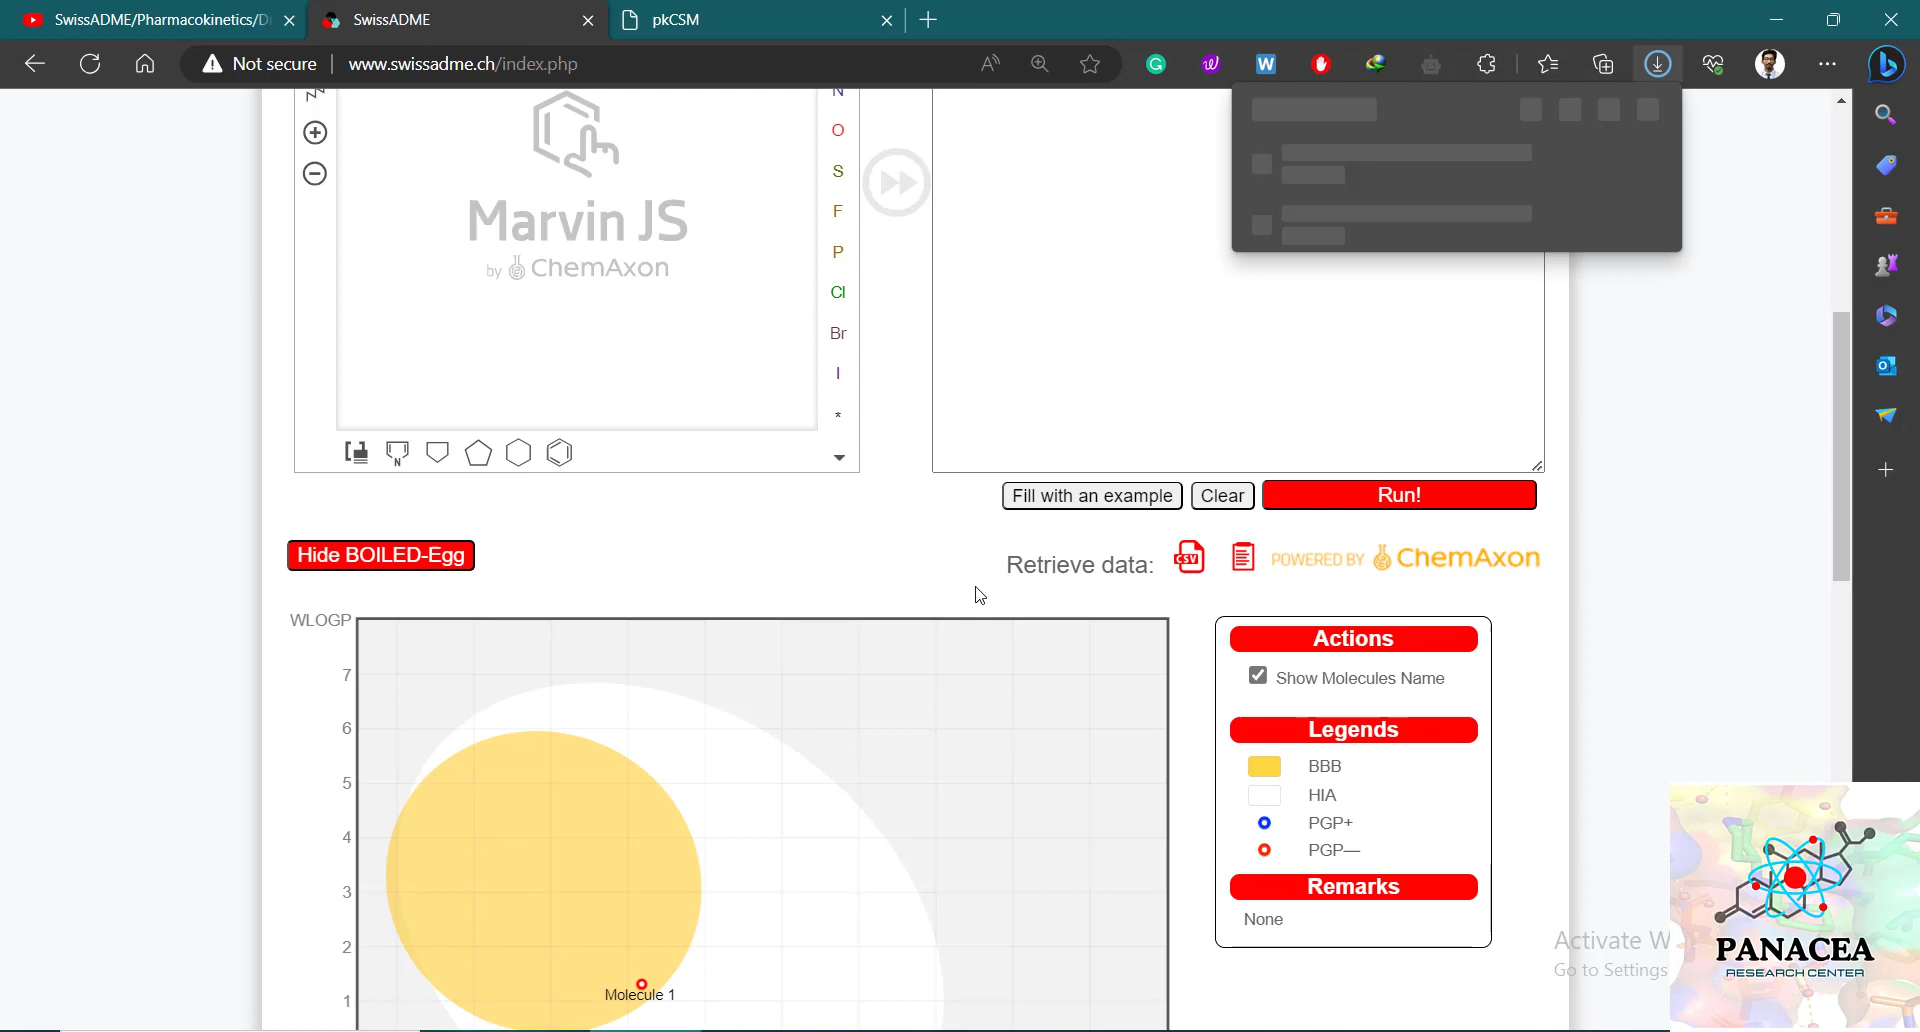 SwissADME/Pharmacokinetics/D
SwissADME
pkCSM
Not secure
www.swissadme.ch/index.php
N
O
S
F
P
Cl
Br
I
*
Marvin JS
by ChemAxon
N
Fill with an example
Clear
Run!
Hide BOILED-Egg
Retrieve data:
CSV
POWERED BY ChemAxon
WLOGP
7
6
5
4
3
2
1
Molecule 1
Actions
Show Molecules Name
Legends
BBB
HIA
PGP+
PGP—
Remarks
None
Activate W
Go to Settings
PANACEA
RESEARCH CENTER